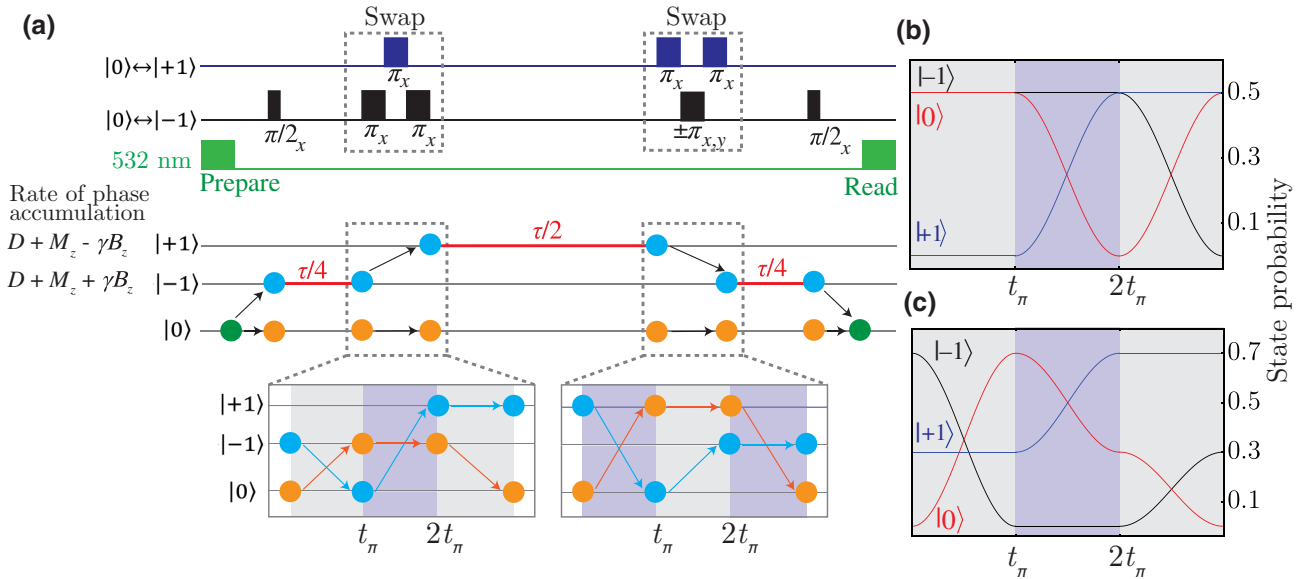 (a)
Swap
Swap
|0⟩↔|+1⟩
π_x
π_x
π_x
|0⟩↔|−1⟩
π/2_x
π_x
π_x
±π_{x,y}
π/2_x
532 nm
Prepare
Read
Rate of phase
accumulation
D + M_z - γB_z
|+1⟩
τ/2
D + M_z + γB_z
|−1⟩
τ/4
τ/4
|0⟩
|+1⟩
|−1⟩
|0⟩
t_π
2t_π
t_π
2t_π
(b)
|−1⟩
|0⟩
|+1⟩
0.5
0.3
0.1
t_π
2t_π
State probability
(c)
|−1⟩
|+1⟩
|0⟩
0.7
0.5
0.3
0.1
t_π
2t_π